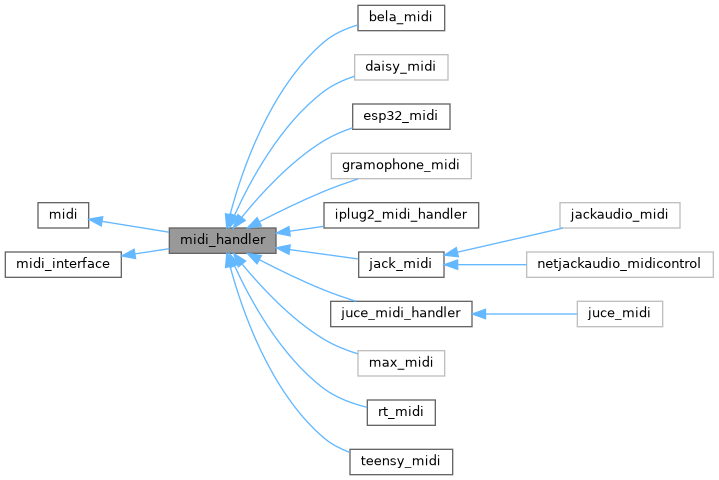 bela_midi
daisy_midi
esp32_midi
gramophone_midi
midi
iplug2_midi_handler
jackaudio_midi
midi_handler
midi_interface
jack_midi
netjackaudio_midicontrol
juce_midi_handler
juce_midi
max_midi
rt_midi
teensy_midi